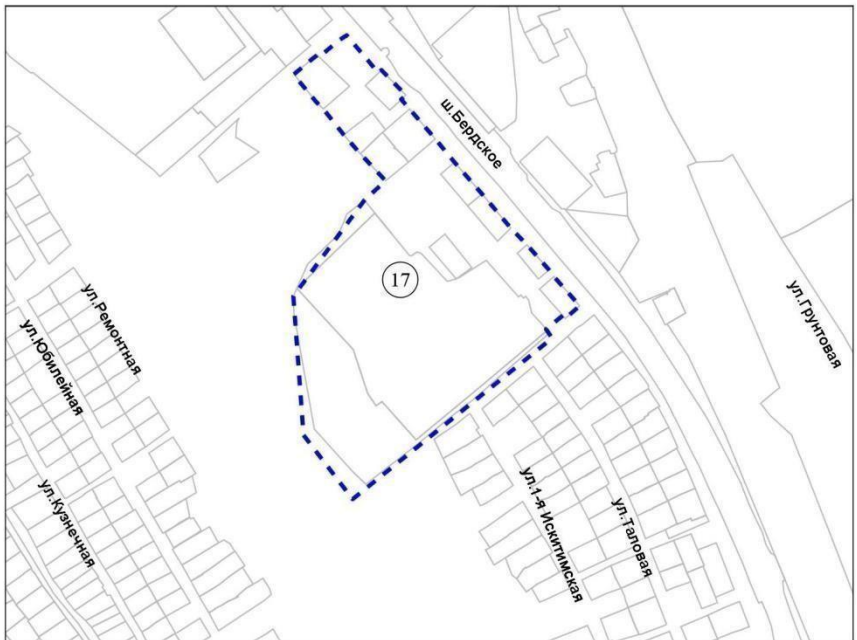 ш.Бердское
17
ул.Грунтовая
ул.Ремонтная
ул.Юбилейная
ул.Кузнечная
ул.1-я Искитимская
ул.Таловая